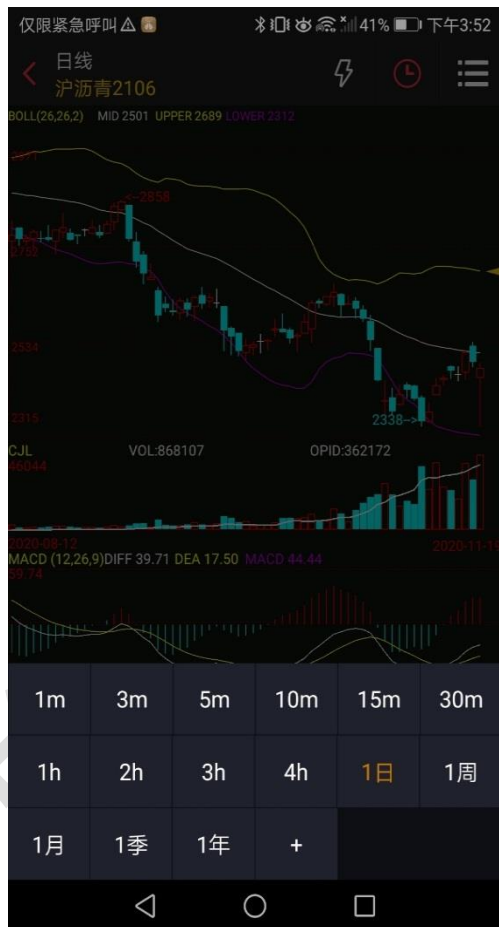 仅限紧急呼叫 41% 下午3:52
日线
沪沥青2106
BOLL(26,26,2) MID 2501 UPPER 2689 LOWER 2312
<--2858
2752
2534
2315
2338-->
CJL VOL:868107 OPID:362172
46044
2020-08-12 2020-11-19
MACD (12,26,9)DIFF 39.71 DEA 17.50 MACD 44.44
59.74
1m 3m 5m 10m 15m 30m
1h 2h 3h 4h 1日 1周
1月 1季 1年 +